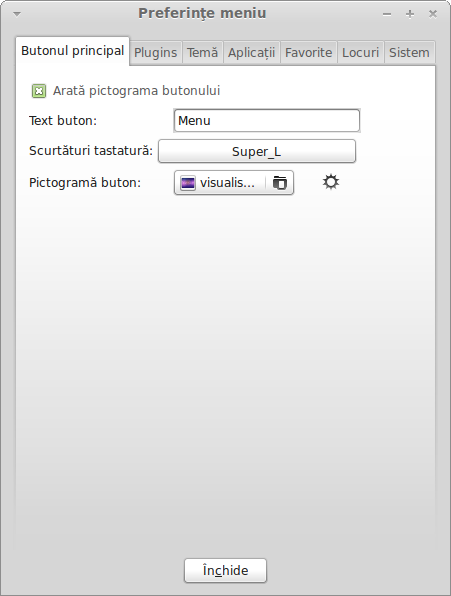 Preferințe meniu
Butonul principal Plugins Temă Aplicații Favorite Locuri Sistem
Arată pictograma butonului
Text buton: Menu
Scurtături tastatură: Super_L
Pictogramă buton: visualis...
Închide